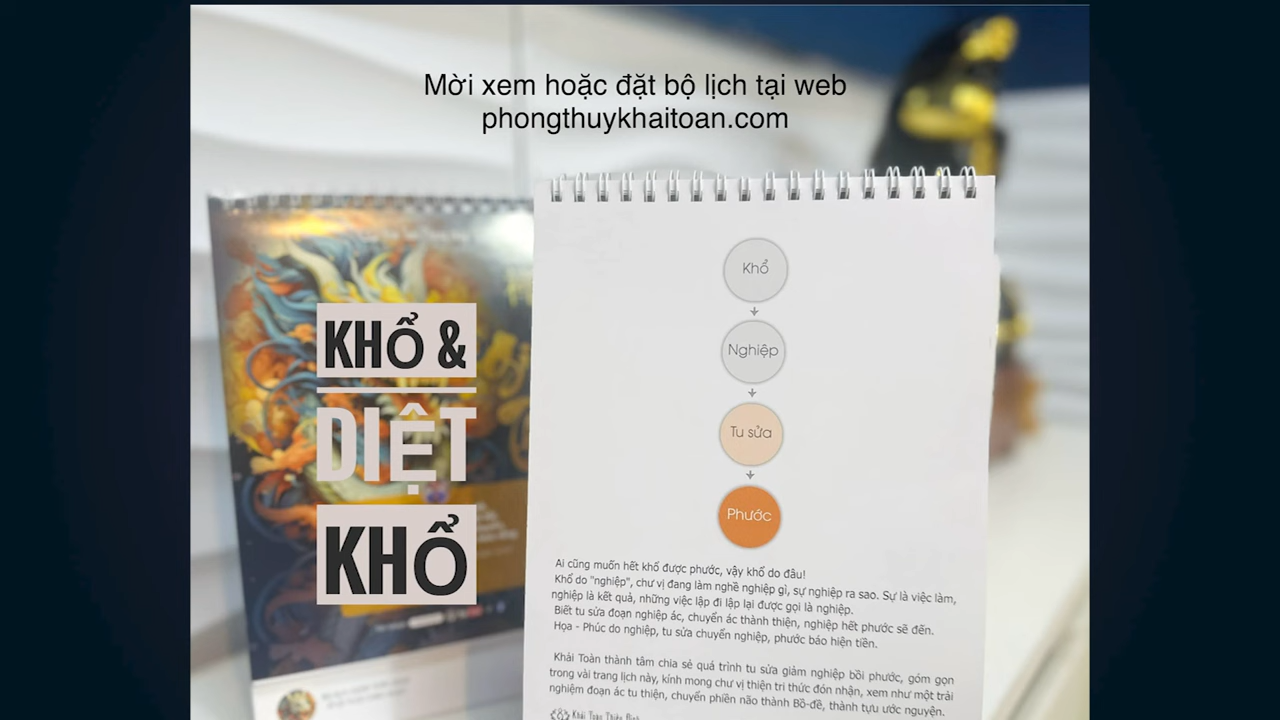 Mời xem hoặc đặt bộ lịch tại web
phongthuykhaitoan.com
KHỔ &
DIỆT
KHỔ
Khổ
Nghiệp
Tu sửa
Phước
Ai cũng muốn hết khổ được phước, vậy khổ do đâu!
Khổ do "nghiệp", chư vị đang làm nghề nghiệp gì, sự nghiệp ra sao. Sự là việc làm,
nghiệp là kết quả, những việc lập đi lập lại được gọi là nghiệp.
Biết tu sửa đoạn nghiệp ác, chuyển ác thành thiện, nghiệp hết phước sẽ đến.
Họa - Phúc do nghiệp, tu sửa chuyển nghiệp, phước báo hiện tiền.
Khải Toàn thành tâm chia sẻ quá trình tu sửa giảm nghiệp bồi phước, góm gọn
trong vài trang lịch này, kính mong chư vị thiện tri thức đón nhận, xem như một trải
nghiệm đoạn ác tu thiện, chuyển phiền não thành Bồ-đề, thành tựu ước nguyện.
Khải Toàn Thiên Định